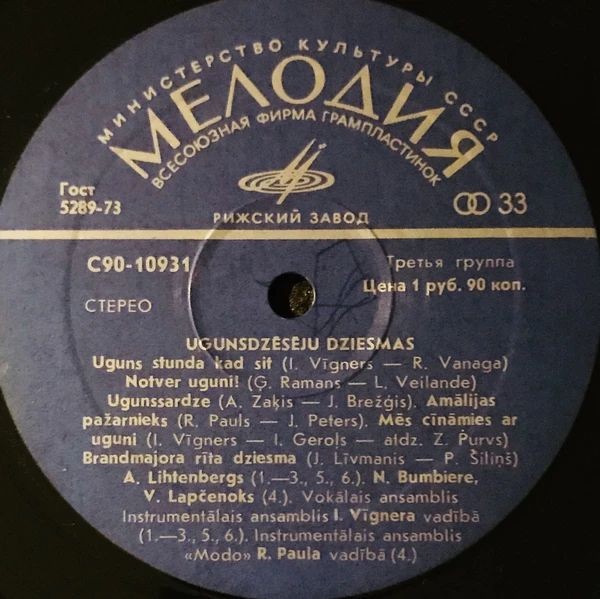 МИНИСТЕРСТВО КУЛЬТУРЫ СССР
МЕЛОДИЯ
ВСЕСОЮЗНАЯ ФИРМА ГРАМПЛАСТИНОК
Гост
5289-73
33
РИЖСКИЙ ЗАВОД
С90-10931
Третья группа
Цена 1 руб. 90 коп.
СТЕРЕО
UGUNSDZĒSĒJU DZIESMAS
Uguns stunda kad sit (I. Vīgners — R. Vanaga)
Notver uguni! (Ģ. Ramans — L. Veilande)
Ugunssardze (A. Zaķis — J. Brežģis). Amālijas
pažarnieks (R. Pauls — J. Peters). Mēs cīnāmies ar
uguni (I. Vīgners — I. Gerols — atdz. Z. Purvs)
Brandmajora rīta dziesma (J. Līvmanis — P. Šiliņš)
A. Lihtenbergs (1.—3., 5., 6.). N. Bumbiere,
V. Lapčenoks (4.). Vokālais ansamblis
Instrumentālais ansamblis I. Vīgnera vadībā
(1.—3., 5., 6.). Instrumentālais ansamblis
«Modo» R. Paula vadībā (4.)